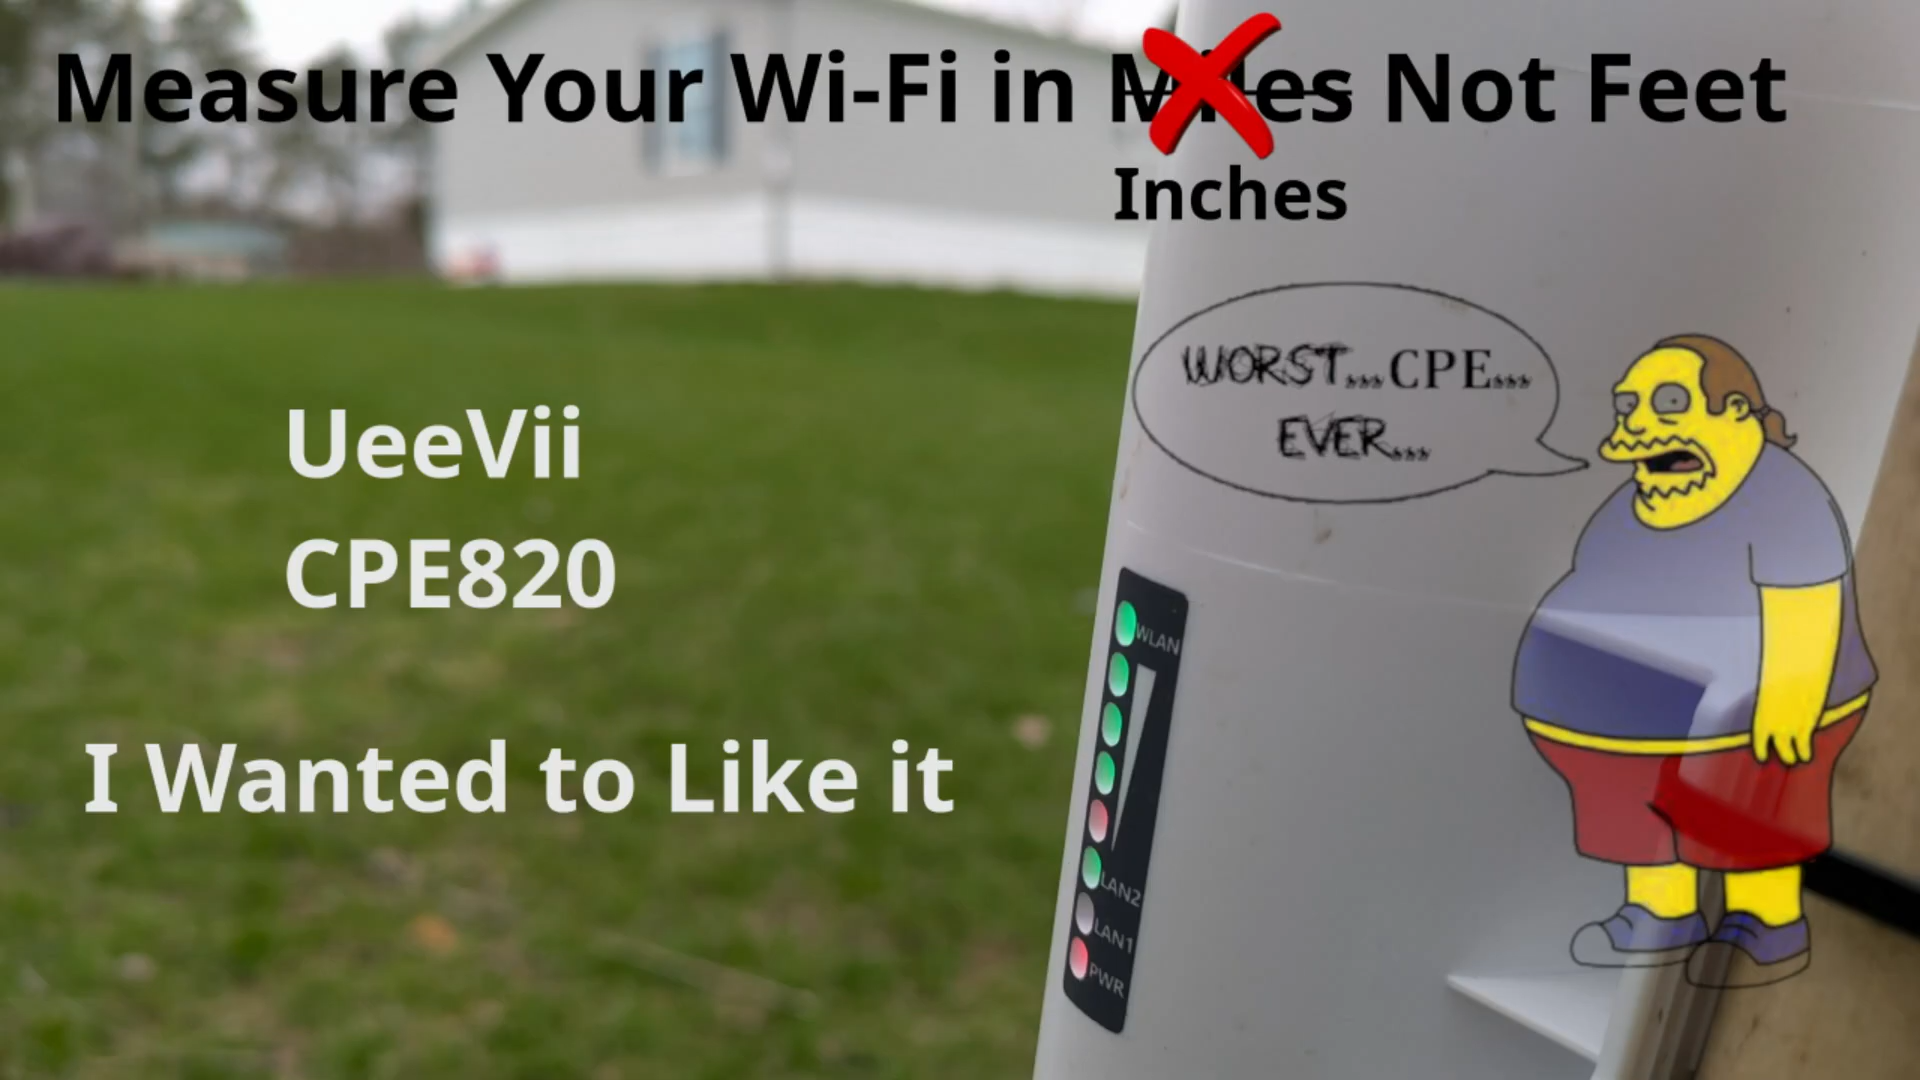 Measure Your Wi-Fi in Miles Not Feet
Inches
WORST...CPE...
EVER...
UeeVii
CPE820
I Wanted to Like it
WLAN
LAN2
LAN1
PWR